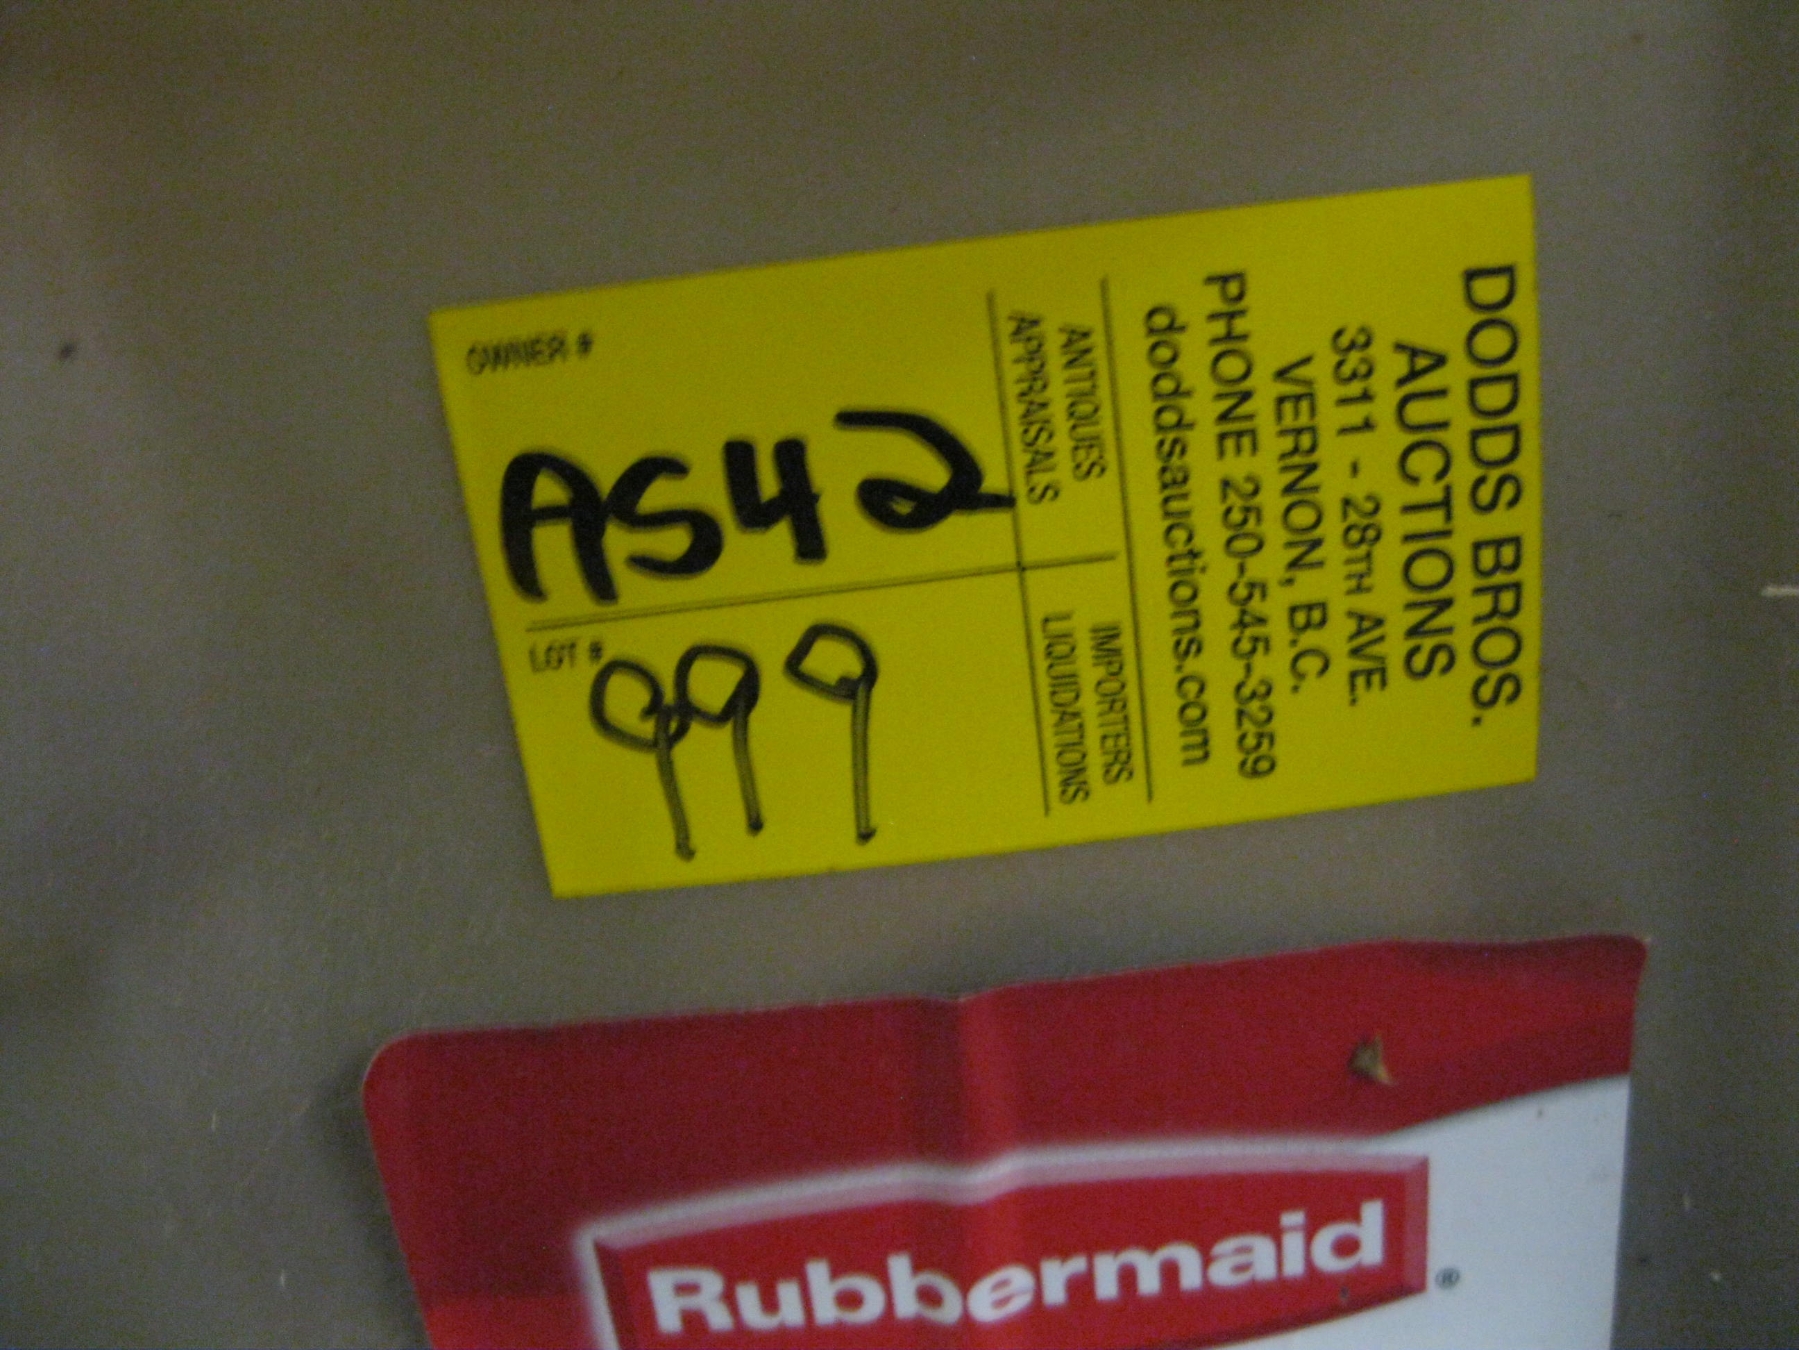 DODDS BROS.
AUCTIONS
3311 - 28TH AVE.
VERNON, B.C.
PHONE 250-545-3259
doddsauctions.com
ANTIQUES
APPRAISALS
IMPORTERS
LIQUIDATIONS
OWNER #
AS42
LOT #
999
Rubbermaid®